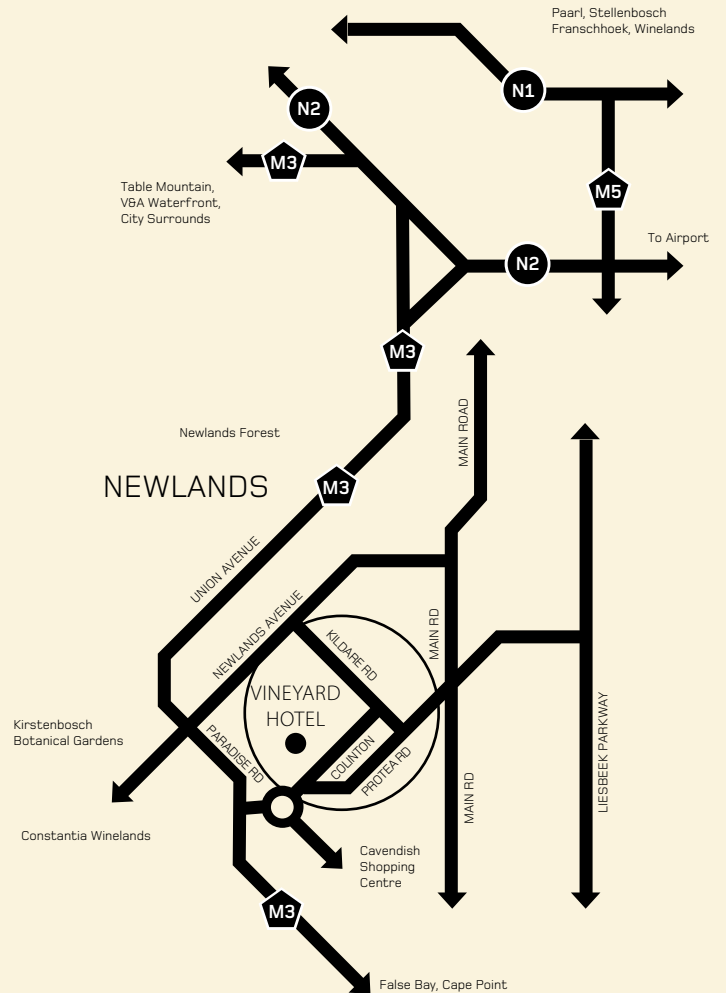 Paarl, Stellenbosch
Franschhoek, Winelands
N1
N2
M3
M5
Table Mountain,
V&A Waterfront,
City Surrounds
To Airport
N2
M3
MAIN ROAD
Newlands Forest
M3
NEWLANDS
UNION AVENUE
NEWLANDS AVENUE
KILDARE RD
MAIN RD
VINEYARD
HOTEL
Kirstenbosch
Botanical Gardens
PARADISE RD
COLINTON
PROTEA RD
MAIN RD
LIESBEEK PARKWAY
Constantia Winelands
Cavendish
Shopping
Centre
M3
False Bay, Cape Point